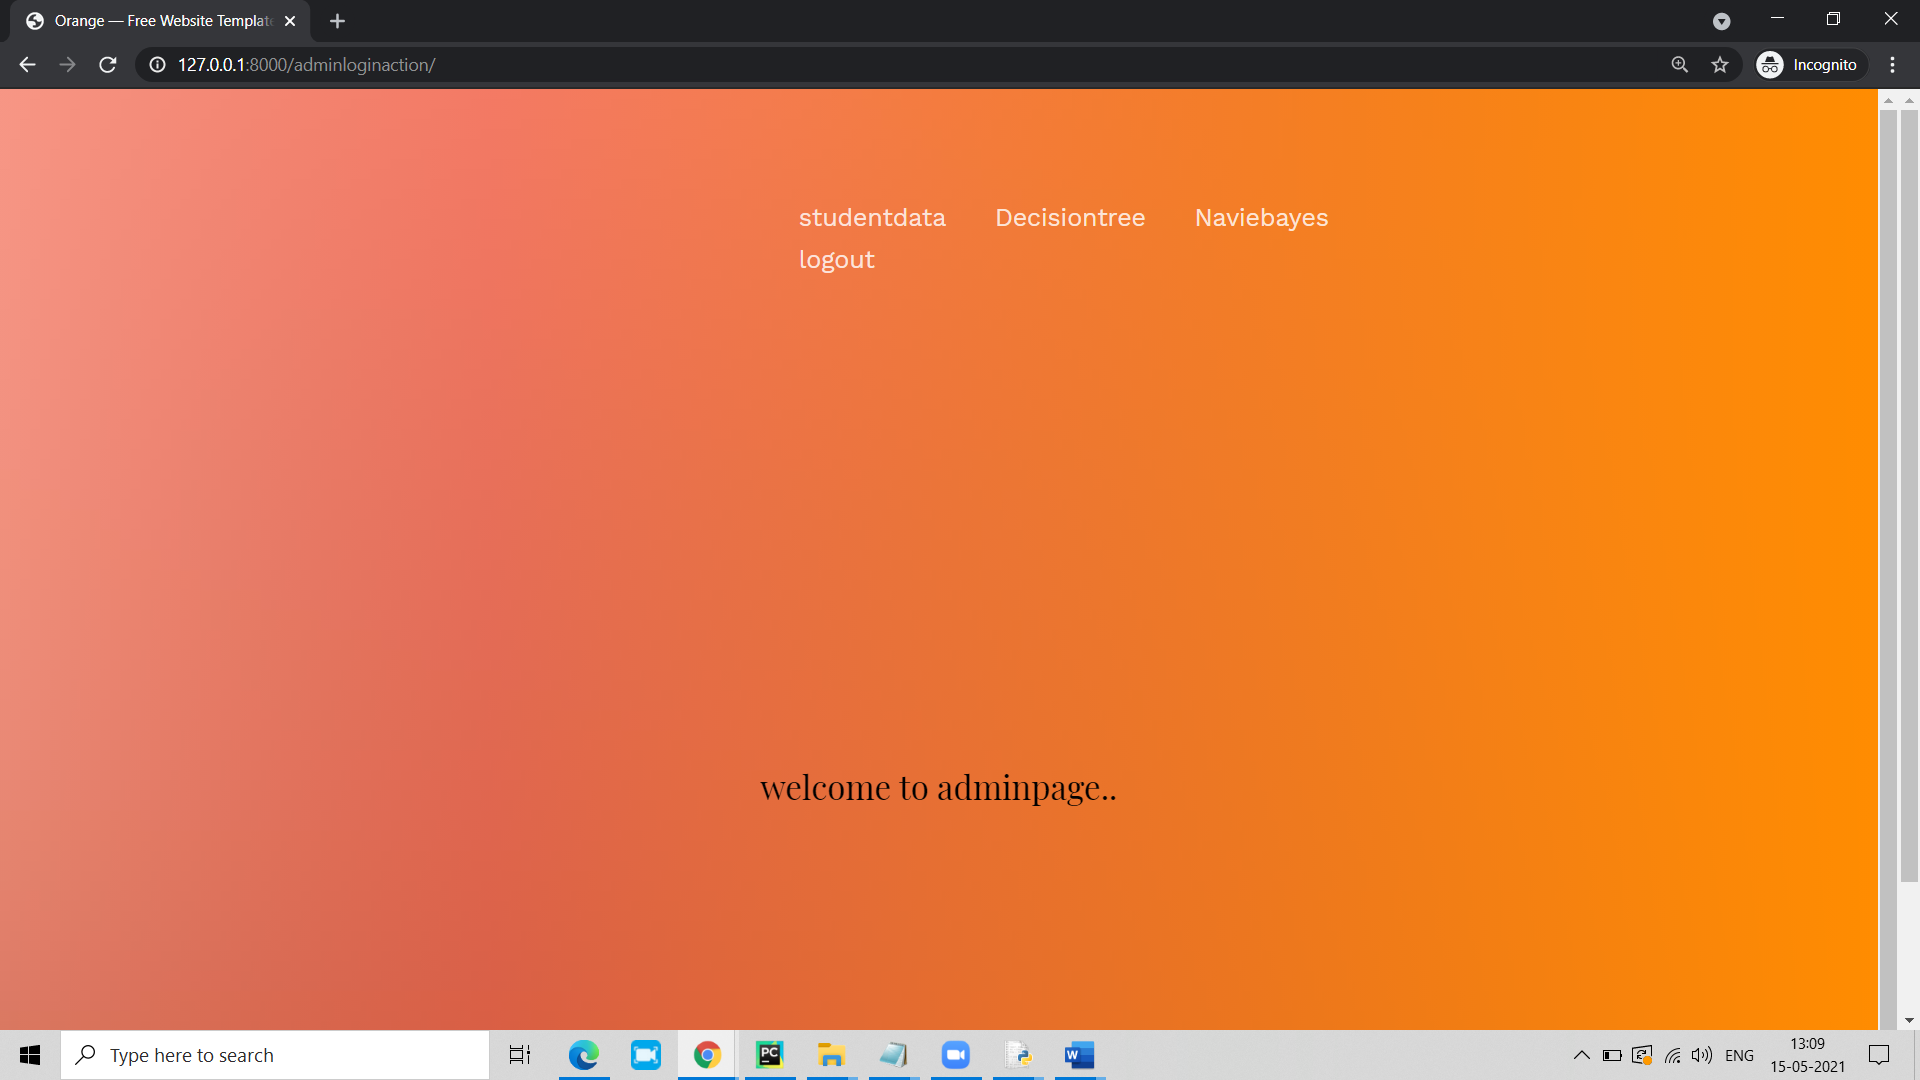 Orange — Free Website Templat
127.0.0.1:8000/adminloginaction/
Incognito
studentdata Decisiontree Naviebayes
logout
welcome to adminpage..
Type here to search
PC
W
ENG
13:09
15-05-2021